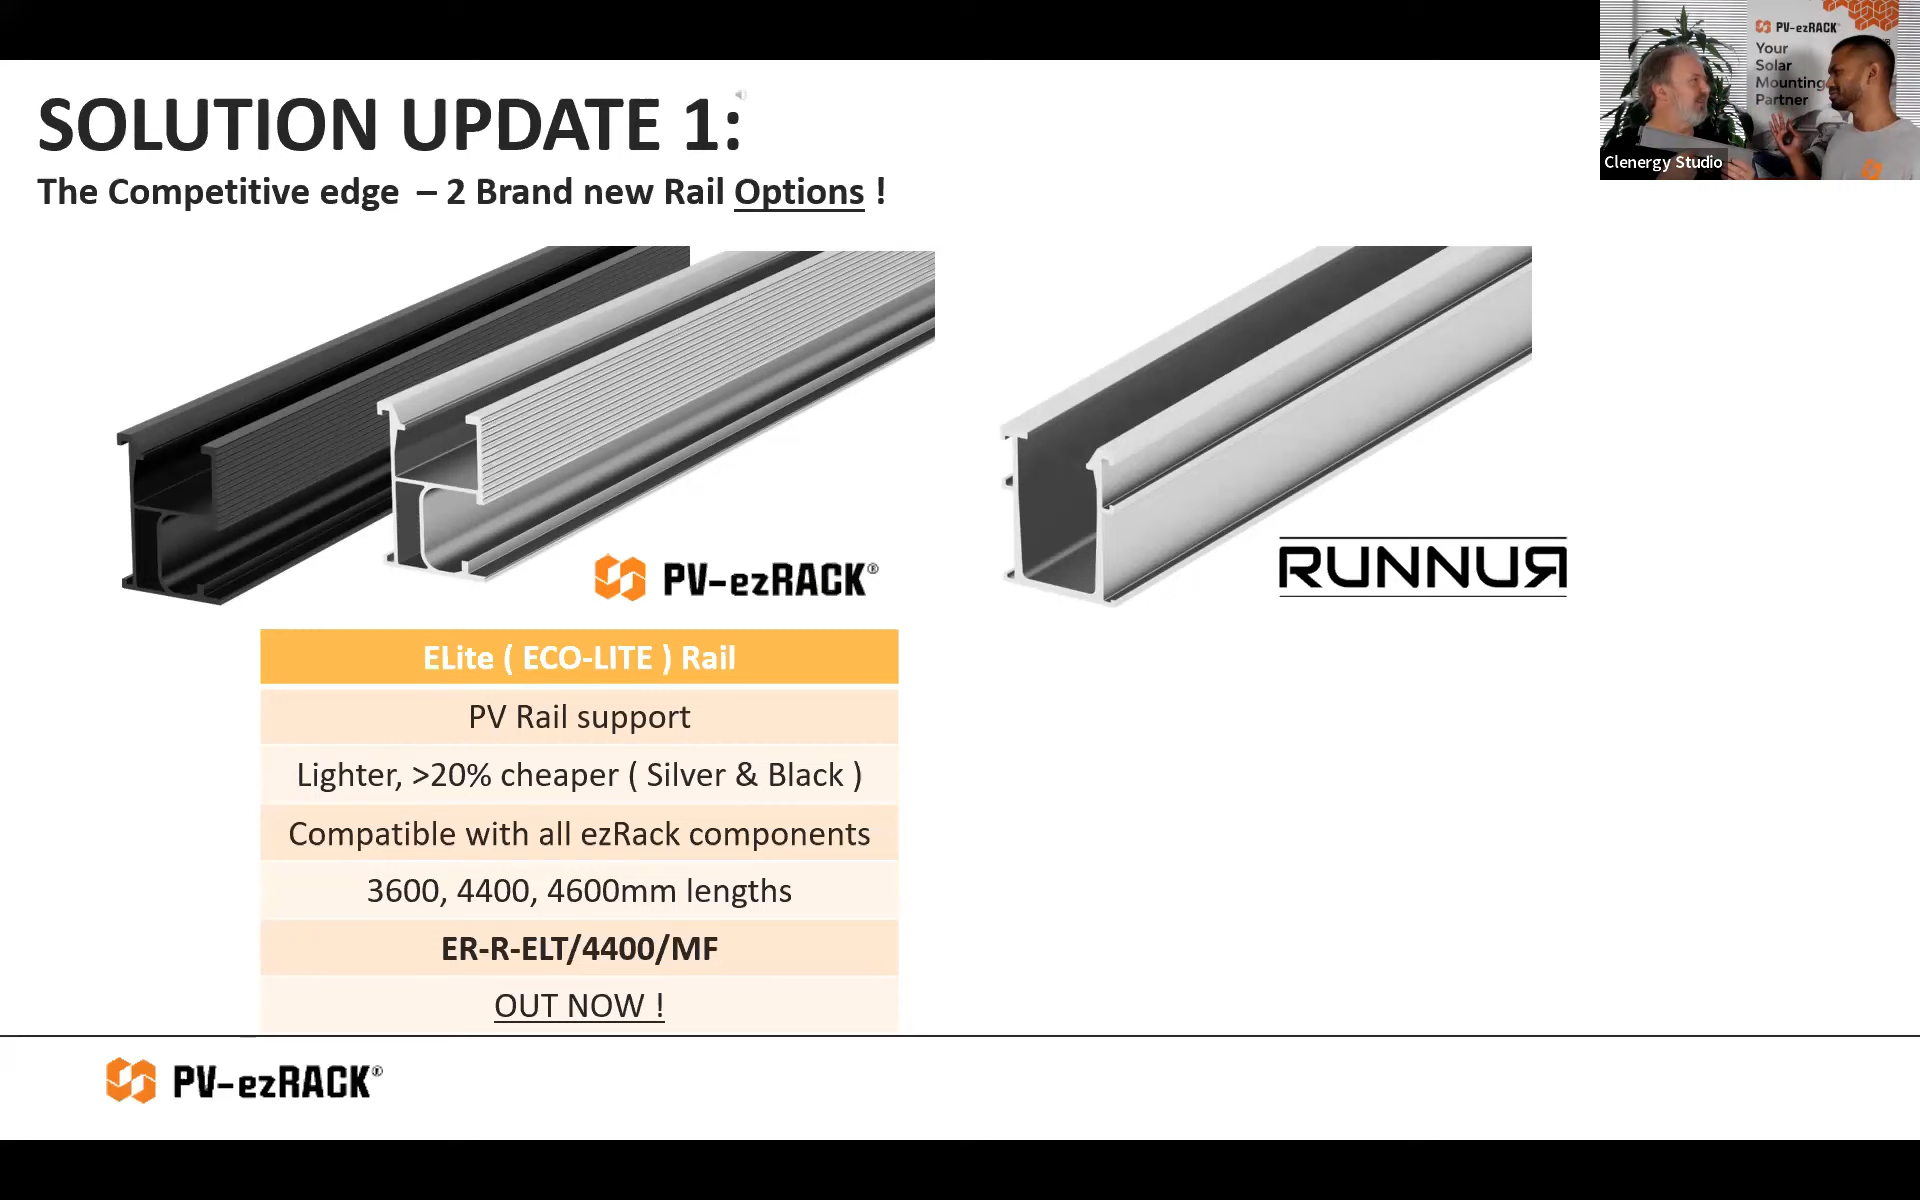 SOLUTION UPDATE 1:
The Competitive edge – 2 Brand new Rail Options !
PV-ezRACK
Your
Solar
Mounting
Partner
Clenergy Studio
PV-ezRACK®
RUNNUR
ELite ( ECO-LITE ) Rail
PV Rail support
Lighter, >20% cheaper ( Silver & Black )
Compatible with all ezRack components
3600, 4400, 4600mm lengths
ER-R-ELT/4400/MF
OUT NOW !
PV-ezRACK®